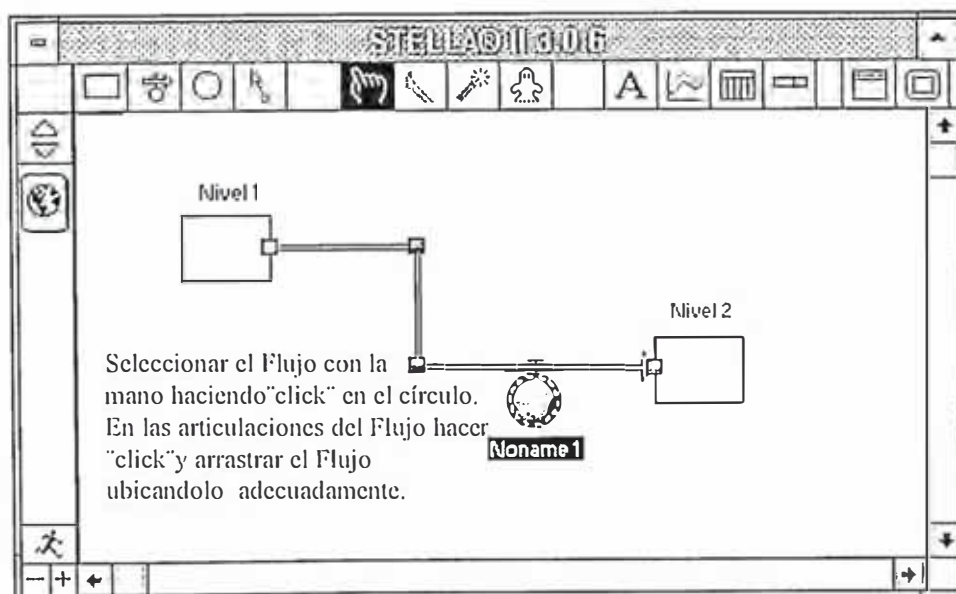 STELLA® II 3.0.6
A
Nivel 1
Nivel 2
Seleccionar el Flujo con la
mano haciendo¨click¨ en el círculo.
En las articulaciones del Flujo hacer
¨click¨y arrastrar el Flujo
ubicandolo adecuadamente.
Noname 1